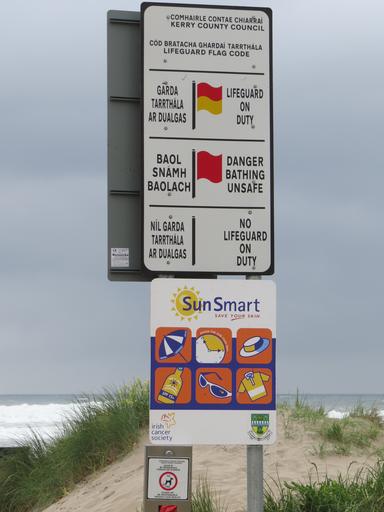 COMHAIRLE CONTAE CHIARRAÍ
KERRY COUNTY COUNCIL
CÓD BRATACHA GHARDAÍ TARRTHÁLA
LIFEGUARD FLAG CODE
GÁRDA
TARRTHÁLA
AR DUALGAS
LIFEGUARD
ON
DUTY
BAOL
SNÁMH
BAOLACH
DANGER
BATHING
UNSAFE
NÍL GARDA
TARRTHÁLA
AR DUALGAS
NO
LIFEGUARD
ON
DUTY
SunSmart
SAVE YOUR SKIN
irish
cancer
society